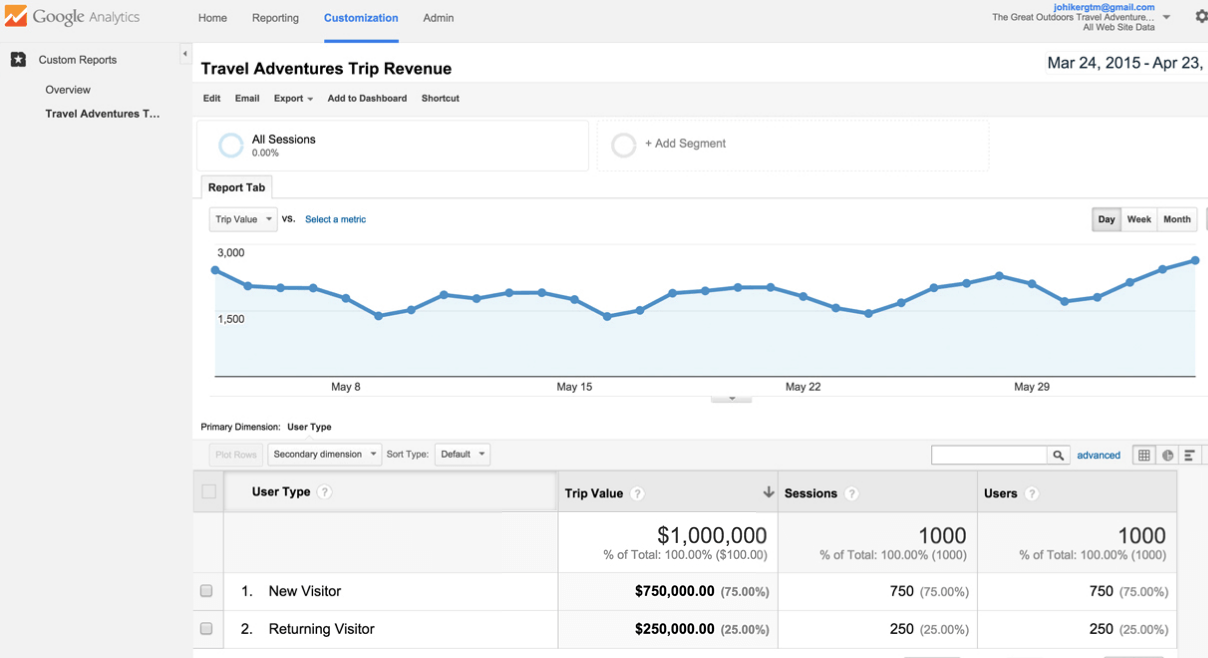 Google Analytics
Home Reporting Customization Admin
johikergtm@gmail.com
The Great Outdoors Travel Adventure...
All Web Site Data
Custom Reports
Overview
Travel Adventures T...
Travel Adventures Trip Revenue
Mar 24, 2015 - Apr 23,
Edit Email Export Add to Dashboard Shortcut
All Sessions
0.00%
+ Add Segment
Report Tab
Trip Value VS. Select a metric
Day Week Month
3,000
1,500
May 8 May 15 May 22 May 29
Primary Dimension: User Type
Plot Rows Secondary dimension Sort Type: Default advanced
User Type ? Trip Value ? Sessions ? Users ?
$1,000,000 1000 1000
% of Total: 100.00% ($100.00) % of Total: 100.00% (1000) % of Total: 100.00% (1000)
1. New Visitor $750,000.00 (75.00%) 750 (75.00%) 750 (75.00%)
2. Returning Visitor $250,000.00 (25.00%) 250 (25.00%) 250 (25.00%)